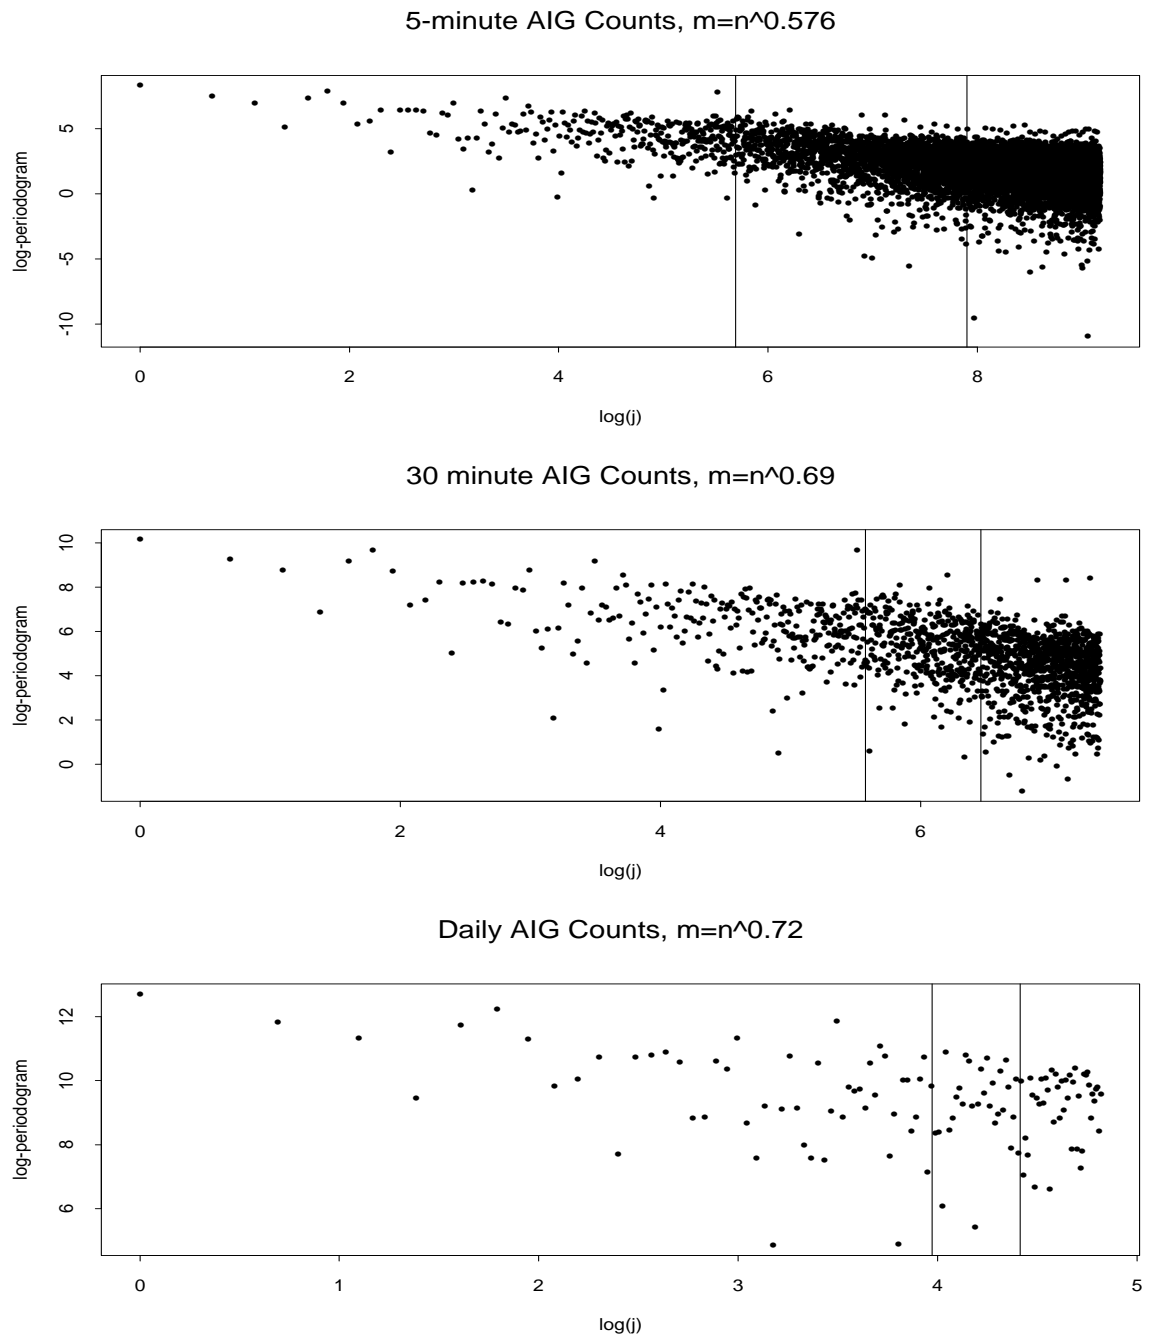 5-minute AIG Counts, m=n^0.576
log-periodogram
5
0
-5
-10
0 2 4 6 8
log(j)
30 minute AIG Counts, m=n^0.69
log-periodogram
10
8
6
4
2
0
0 2 4 6
log(j)
Daily AIG Counts, m=n^0.72
log-periodogram
12
10
8
6
0 1 2 3 4 5
log(j)